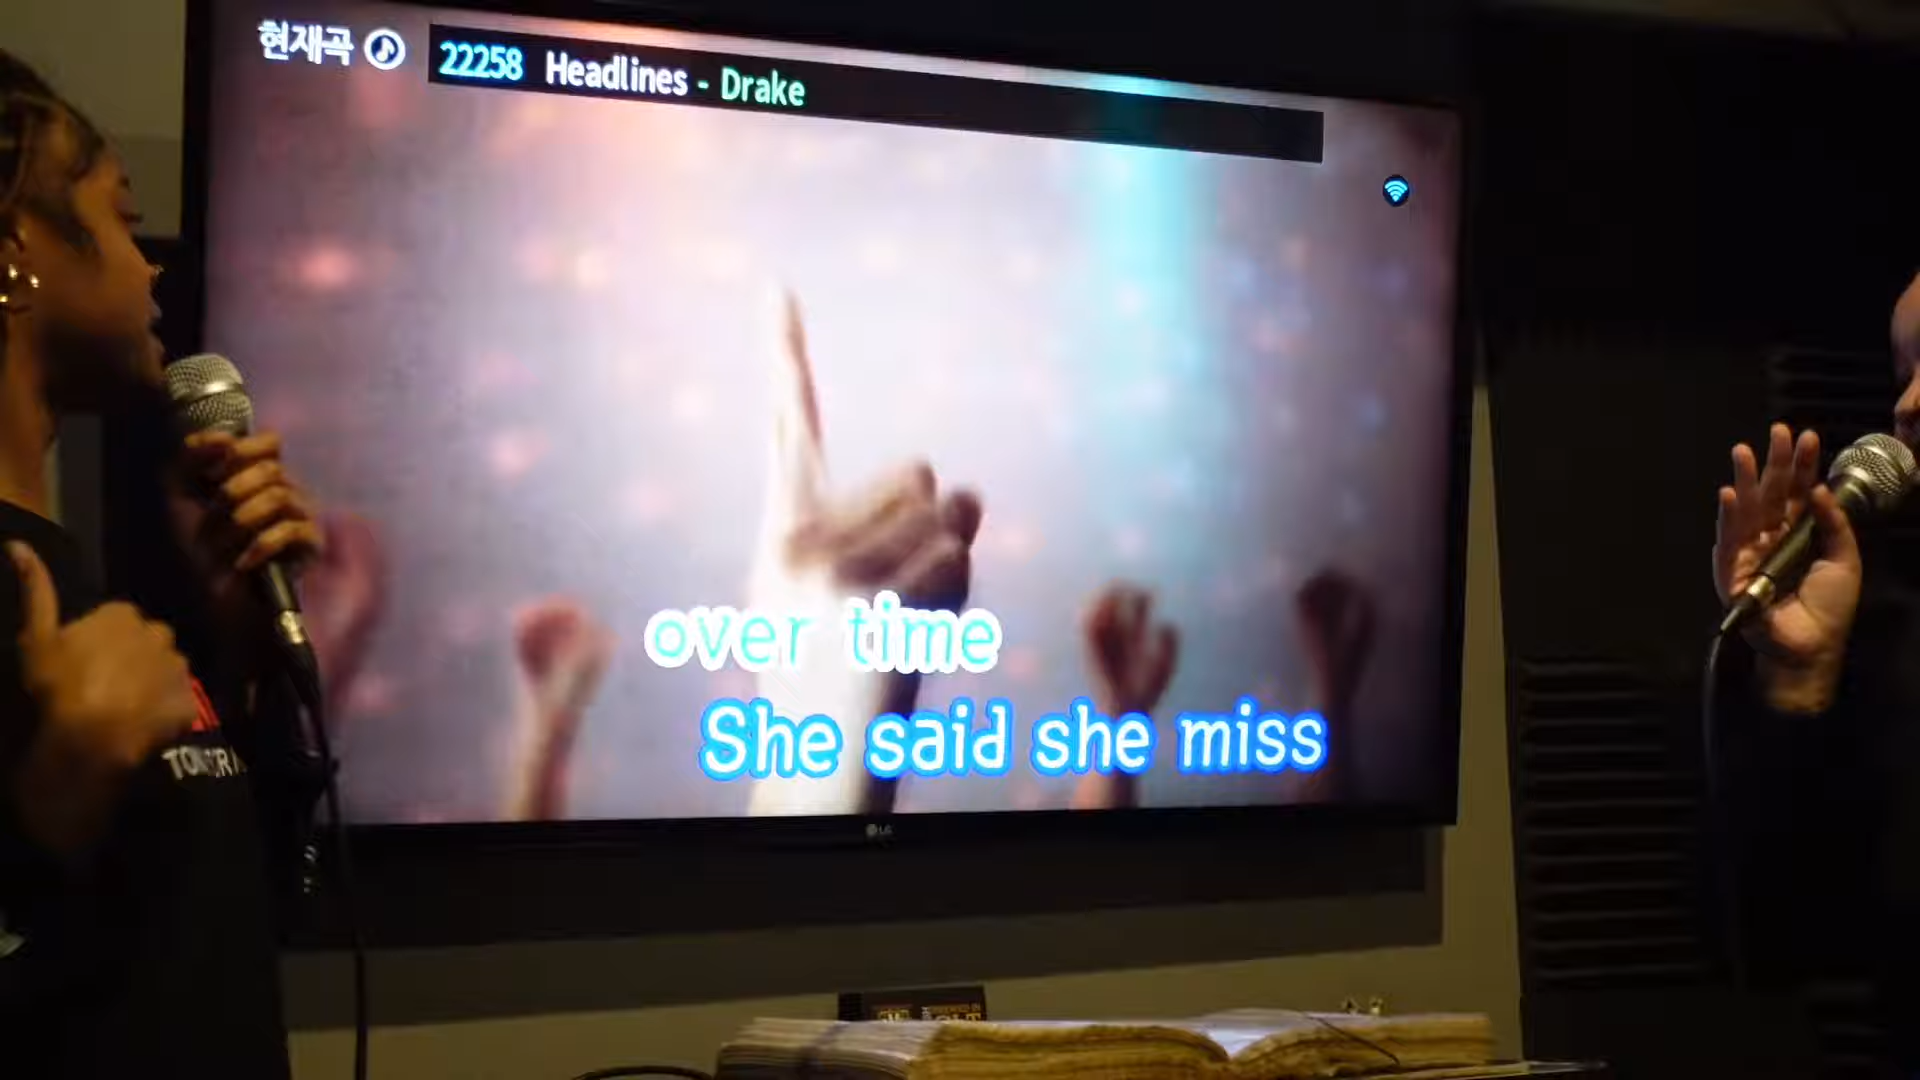 현재곡 22258 Headlines - Drake
over time
She said she miss
LG